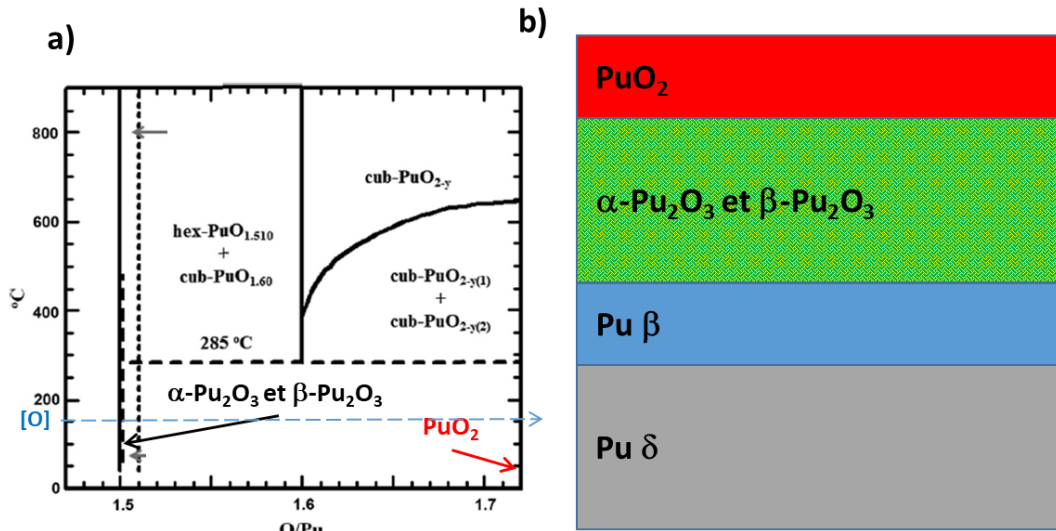 a)
800
600
400
200
0
°C
1.5
1.6
1.7
O/Pu
cub-PuO₂₋ᵧ
hex-PuO₁.₅₁₀
+
cub-PuO₁.₆₀
cub-PuO₂₋ᵧ₍₁₎
+
cub-PuO₂₋ᵧ₍₂₎
285 °C
α-Pu₂O₃ et β-Pu₂O₃
[O]
PuO₂
b)
PuO₂
α-Pu₂O₃ et β-Pu₂O₃
Pu β
Pu δ